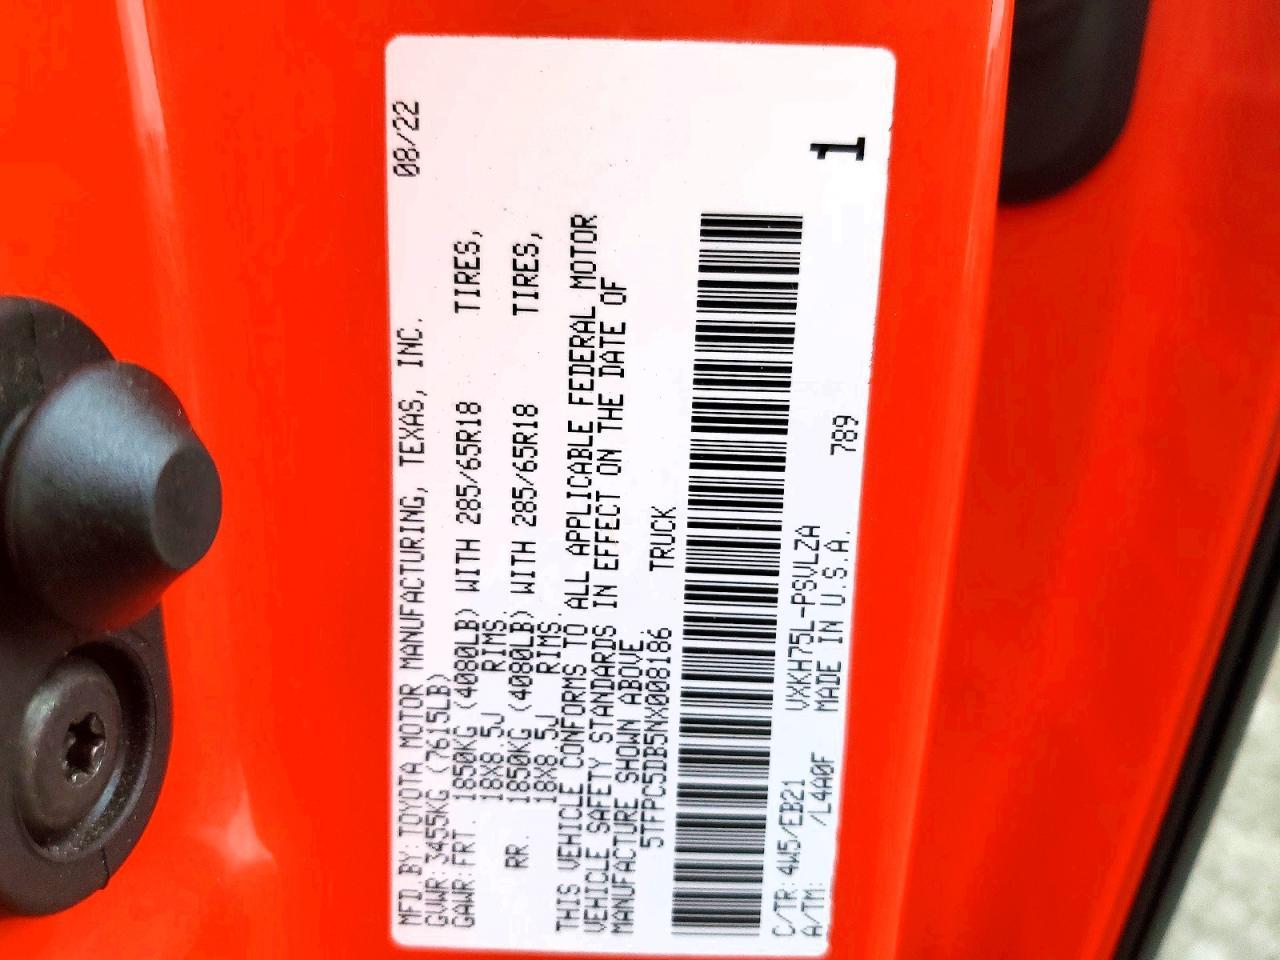 MFD.BY: TOYOTA MOTOR MANUFACTURING, TEXAS, INC. 08/22
GVWR: 3455KG (7615LB)
GAWR: FRT. 1850KG (4080LB) WITH 285/65R18 TIRES,
18X8.5J RIMS.
RR. 1850KG (4080LB) WITH 285/65R18 TIRES,
18X8.5J RIMS.
THIS VEHICLE CONFORMS TO ALL APPLICABLE FEDERAL MOTOR
VEHICLE SAFETY STANDARDS IN EFFECT ON THE DATE OF
MANUFACTURE SHOWN ABOVE.
5TFPC5DB5NX008186 TRUCK
1
C/TR: 4W5/EB21 VXKH75L-PSVLZA
A/TM: /L4A0F MADE IN U.S.A. 789